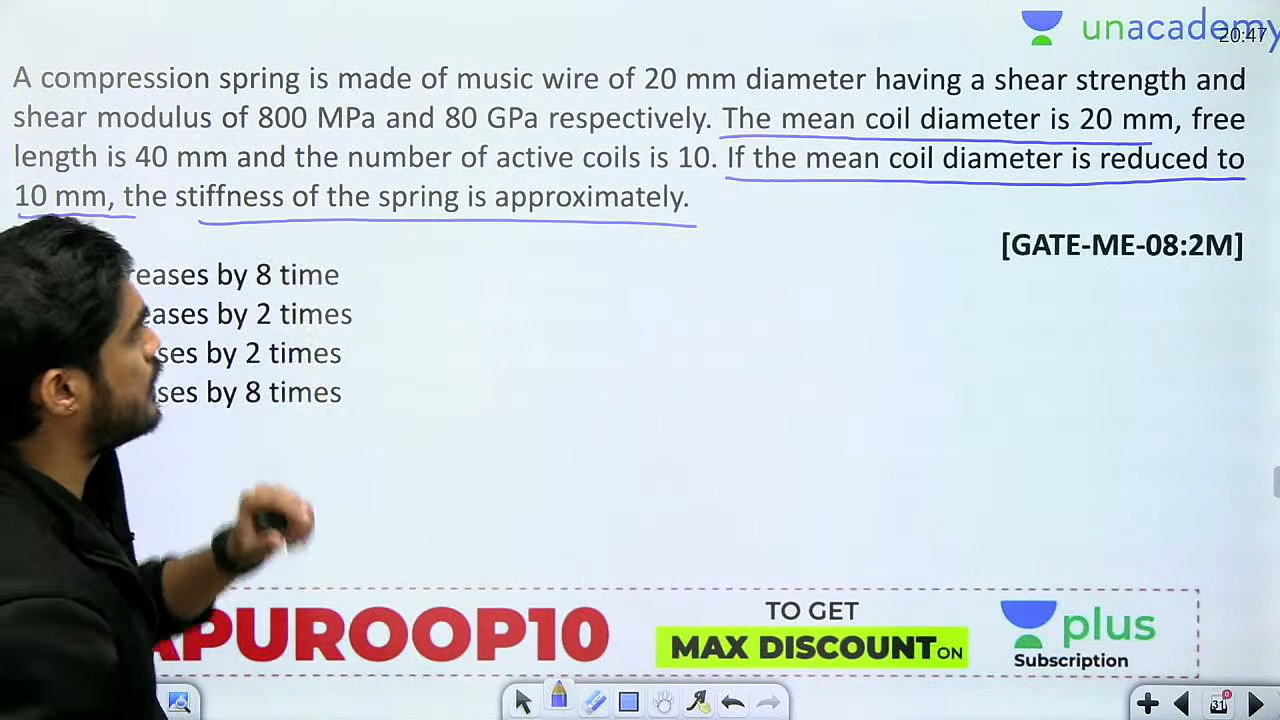 unacademy
20:47
A compression spring is made of music wire of 20 mm diameter having a shear strength and
shear modulus of 800 MPa and 80 GPa respectively. The mean coil diameter is 20 mm, free
length is 40 mm and the number of active coils is 10. If the mean coil diameter is reduced to
10 mm, the stiffness of the spring is approximately.
[GATE-ME-08:2M]
by 8 time
by 2 times
by 2 times
by 8 times
APUROOP10
TO GET
MAX DISCOUNT ON
plus
Subscription
31